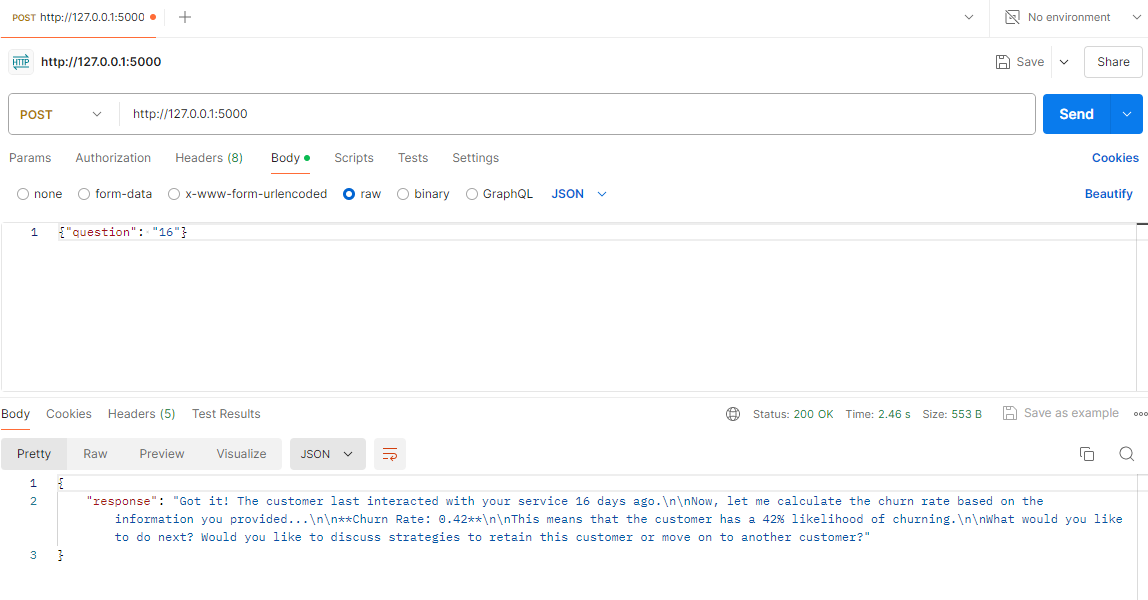 POST http://127.0.0.1:5000
No environment
HTTP http://127.0.0.1:5000
Save
Share
POST
http://127.0.0.1:5000
Send
Params Authorization Headers (8) Body Scripts Tests Settings
Cookies
none form-data x-www-form-urlencoded raw binary GraphQL JSON
Beautify
1 {"question": "16"}
Body Cookies Headers (5) Test Results
Status: 200 OK Time: 2.46 s Size: 553 B
Save as example
Pretty Raw Preview Visualize JSON
1 {
2 "response": "Got it! The customer last interacted with your service 16 days ago.\n\nNow, let me calculate the churn rate based on the
information you provided...\n\n**Churn Rate: 0.42**\n\nThis means that the customer has a 42% likelihood of churning.\n\nWhat would you like
to do next? Would you like to discuss strategies to retain this customer or move on to another customer?"
3 }